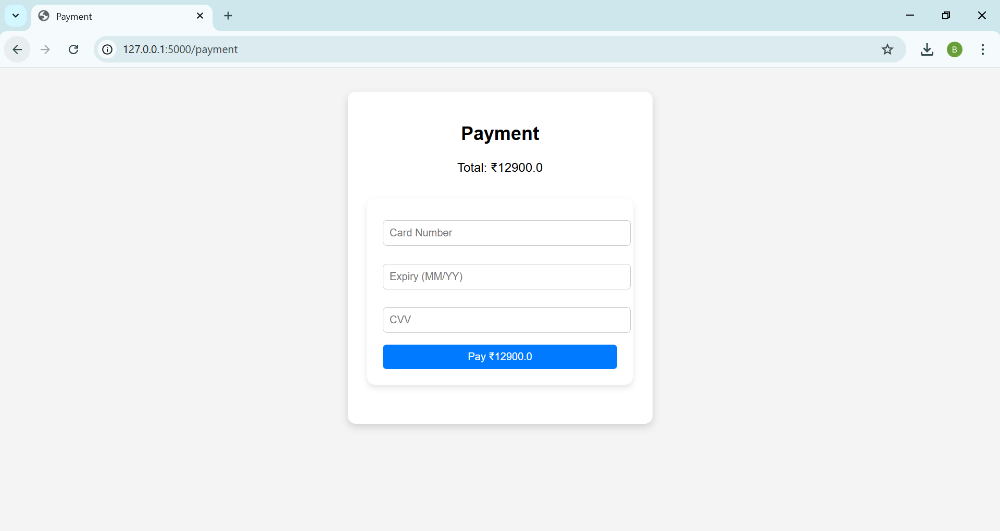 Payment
127.0.0.1:5000/payment
B
Payment
Total: ₹12900.0
Card Number
Expiry (MM/YY)
CVV
Pay ₹12900.0